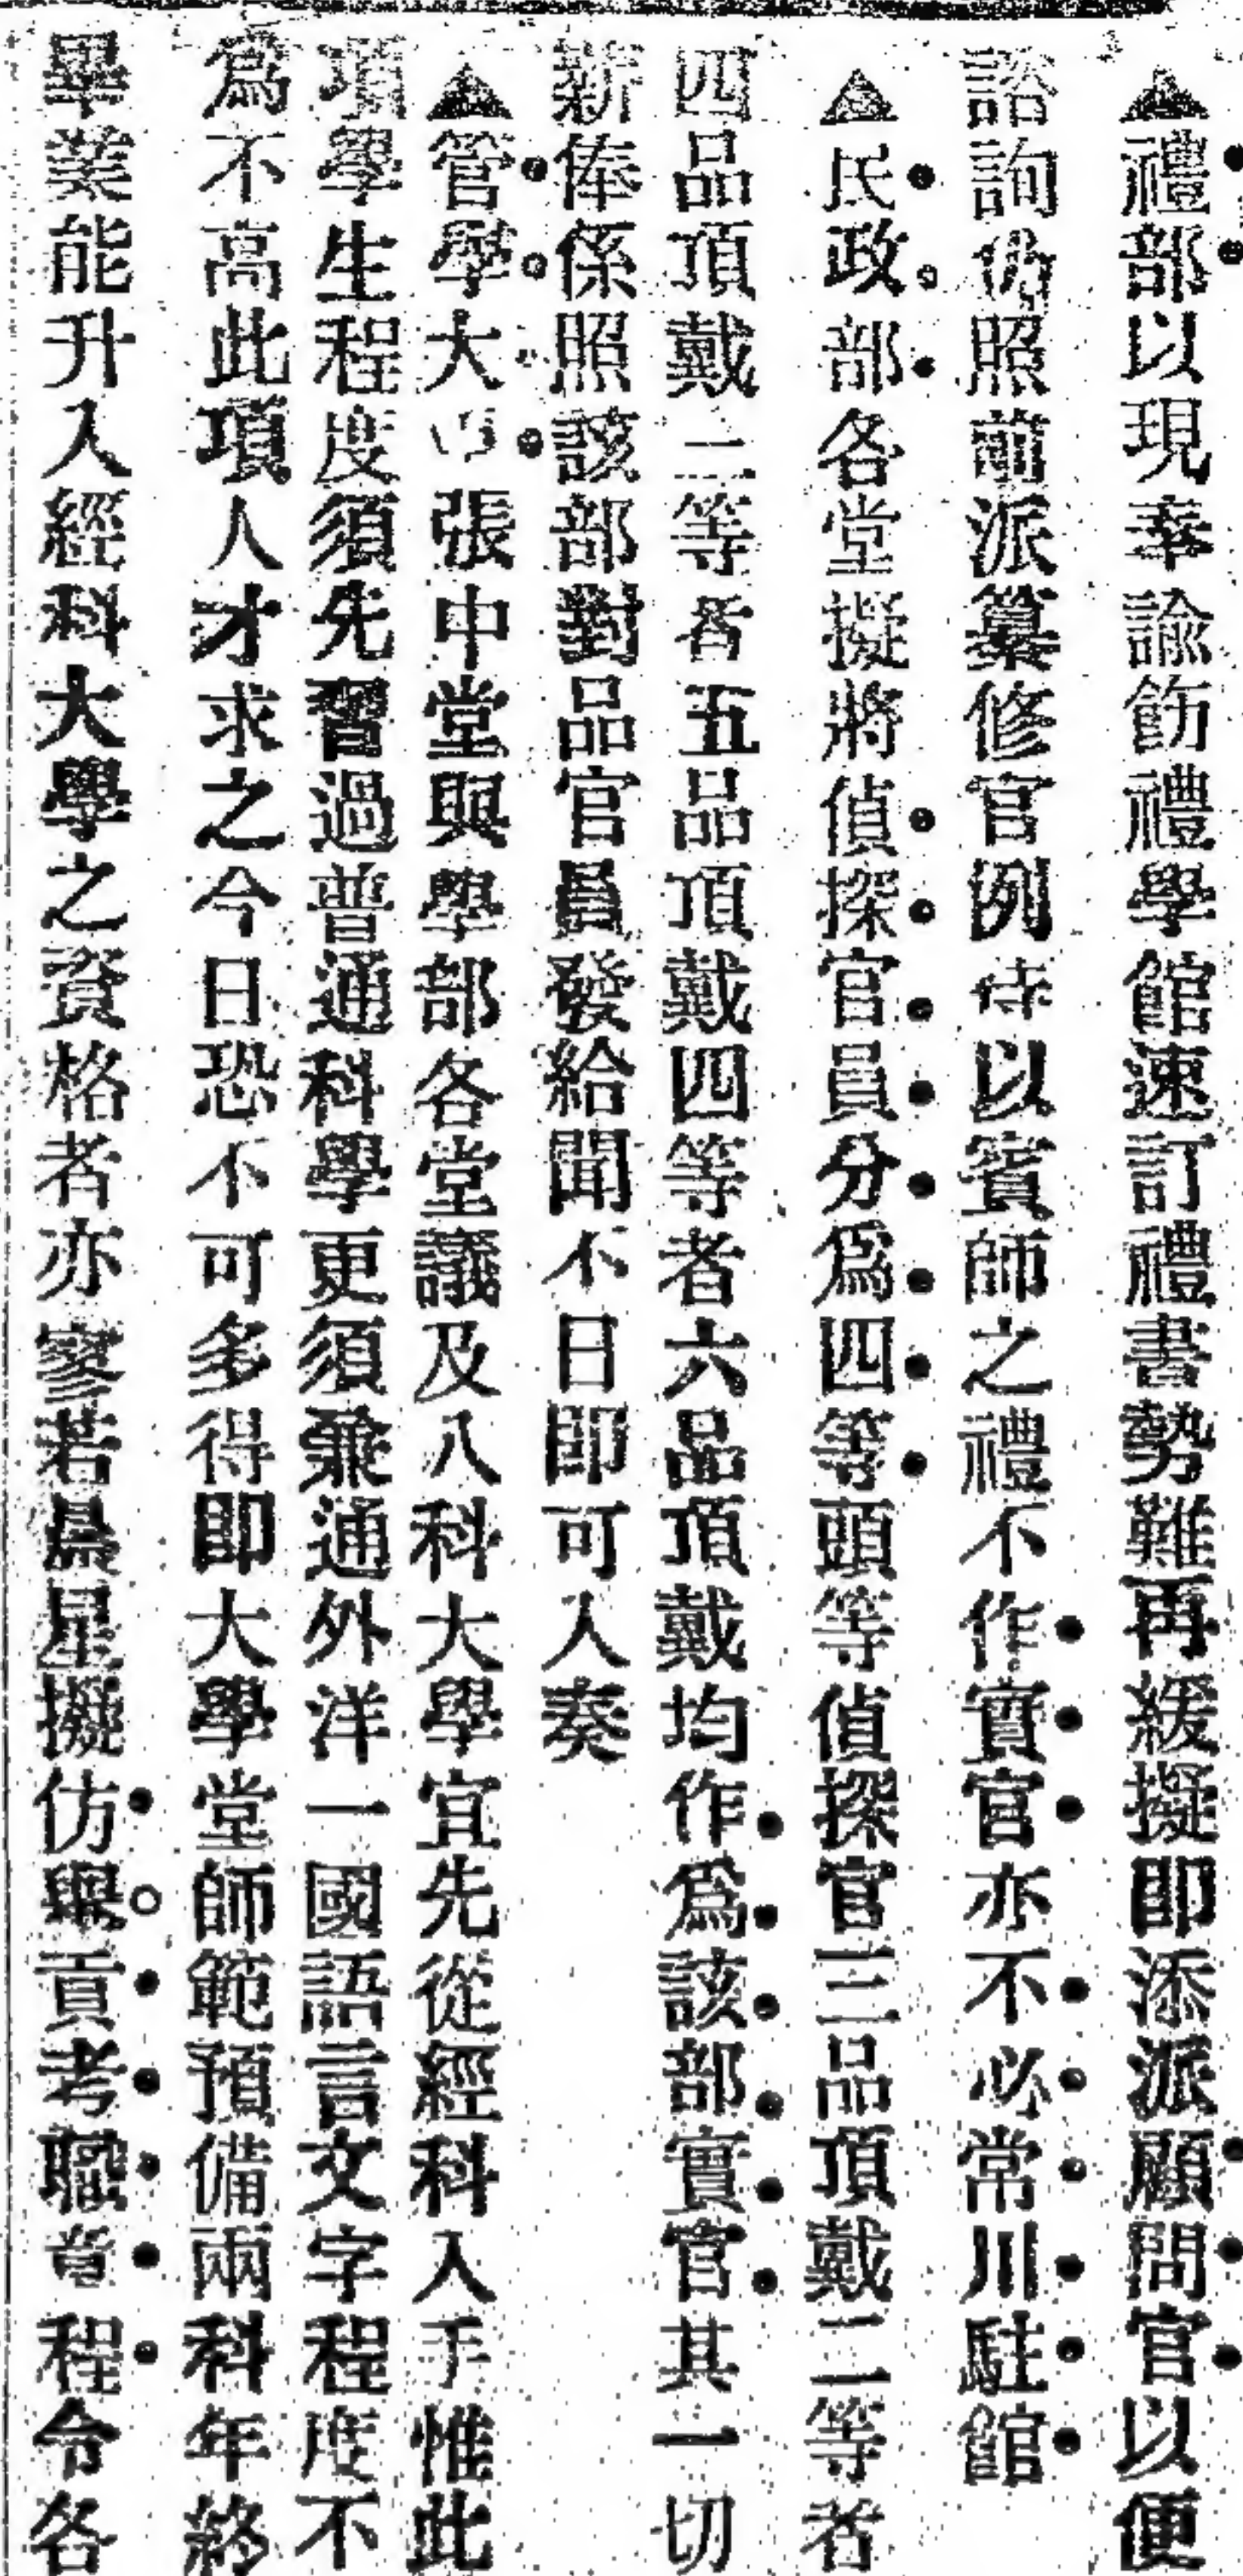 ▲禮部以現奉諭飭禮學館速訂禮書勢難再緩擬即添派顧問官以便
諮詢仍照前派纂修官例待以賓師之禮不作實官亦不必常川駐館
▲民政部各堂擬將偵探官員分爲四等頭等偵探官三品頂戴二等者
四品頂戴三等者五品頂戴四等者六品頂戴均作爲該部實官其一切
薪俸係照該部對品官員發給聞不日即可入奏
▲管學大張中堂與學部各堂議及八科大學宜先從經科入手惟此
項學生程度須先習過普通科學更須兼通外洋一國語言文字程度不
爲不高此項人才求之今日恐不可多得即大學堂師範預備兩科年終
畢業能升入經科大學之資格者亦寥若晨星擬仿舉貢考職章程令各